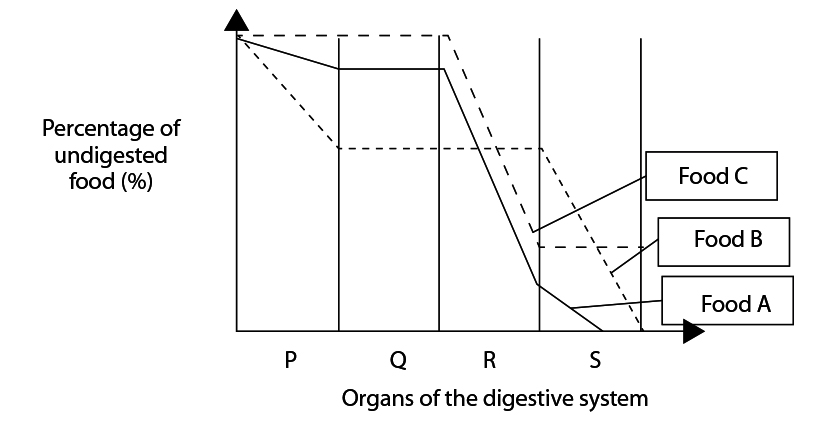 Percentage of
undigested
food (%)
Food C
Food B
Food A
P Q R S
Organs of the digestive system